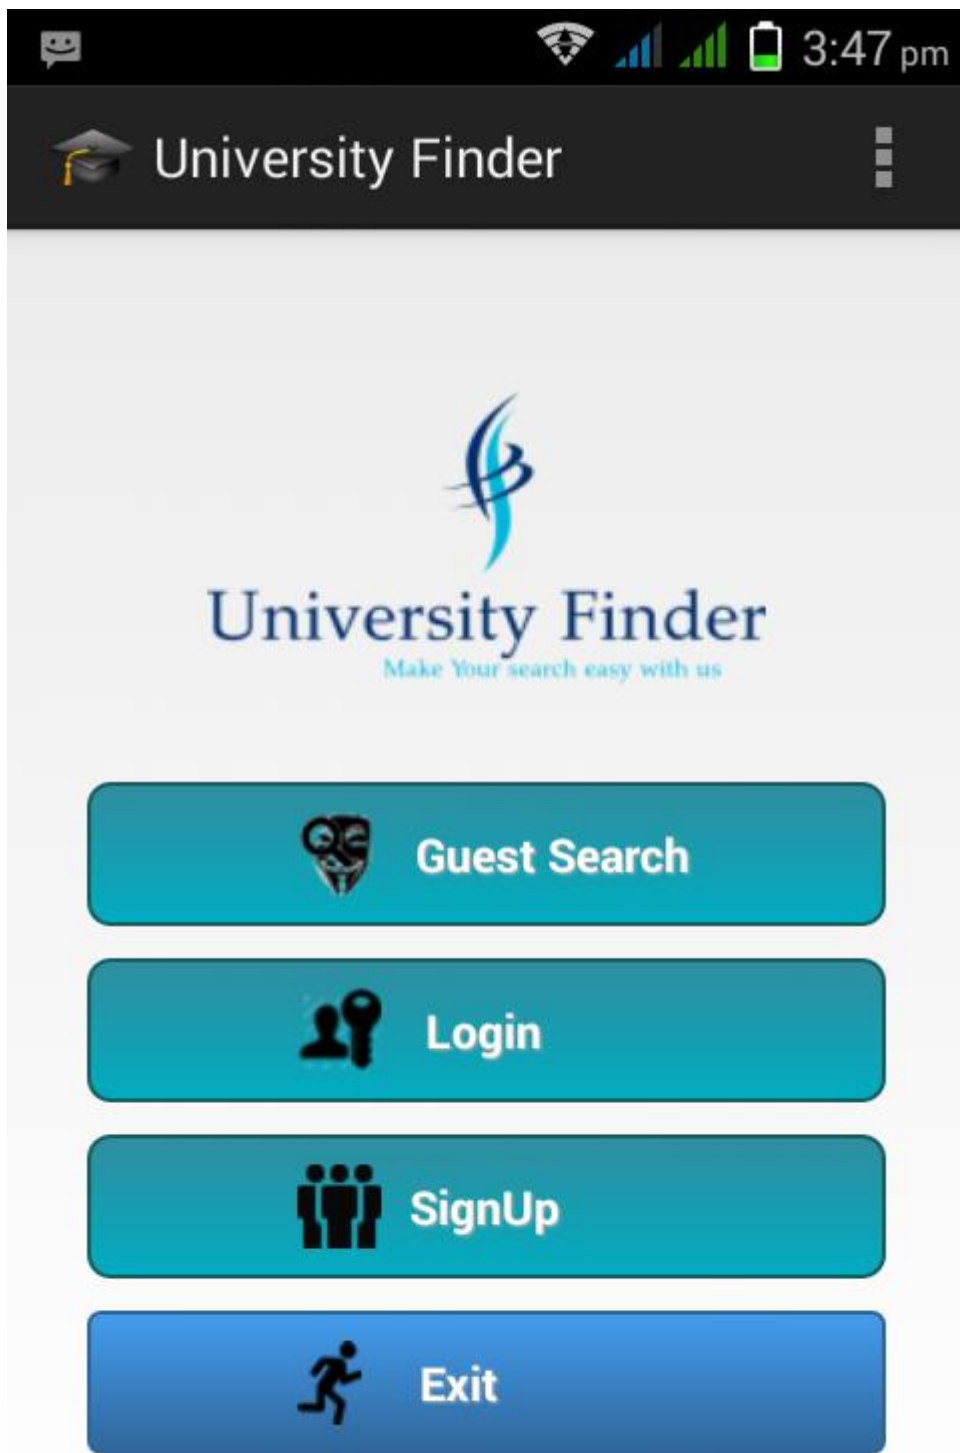 3:47 pm
University Finder
University Finder
Make Your search easy with us
Guest Search
Login
SignUp
Exit